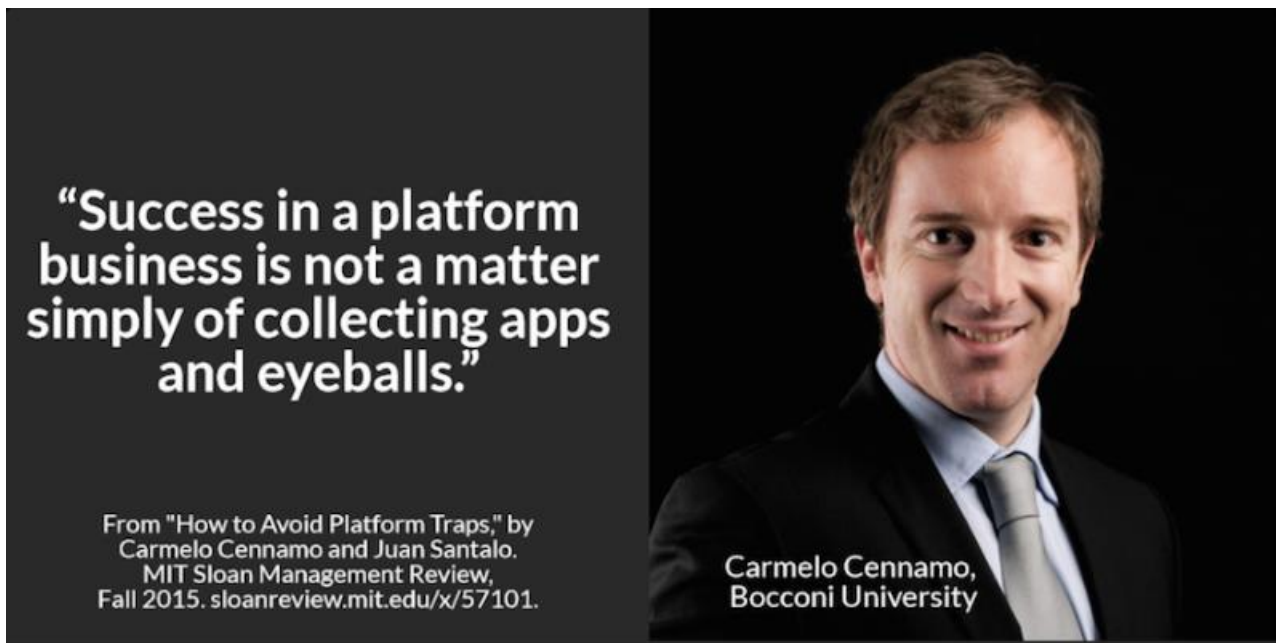 “Success in a platform
business is not a matter
simply of collecting apps
and eyeballs.”
From "How to Avoid Platform Traps," by
Carmelo Cennamo and Juan Santalo.
MIT Sloan Management Review,
Fall 2015. sloanreview.mit.edu/x/57101.
Carmelo Cennamo,
Bocconi University